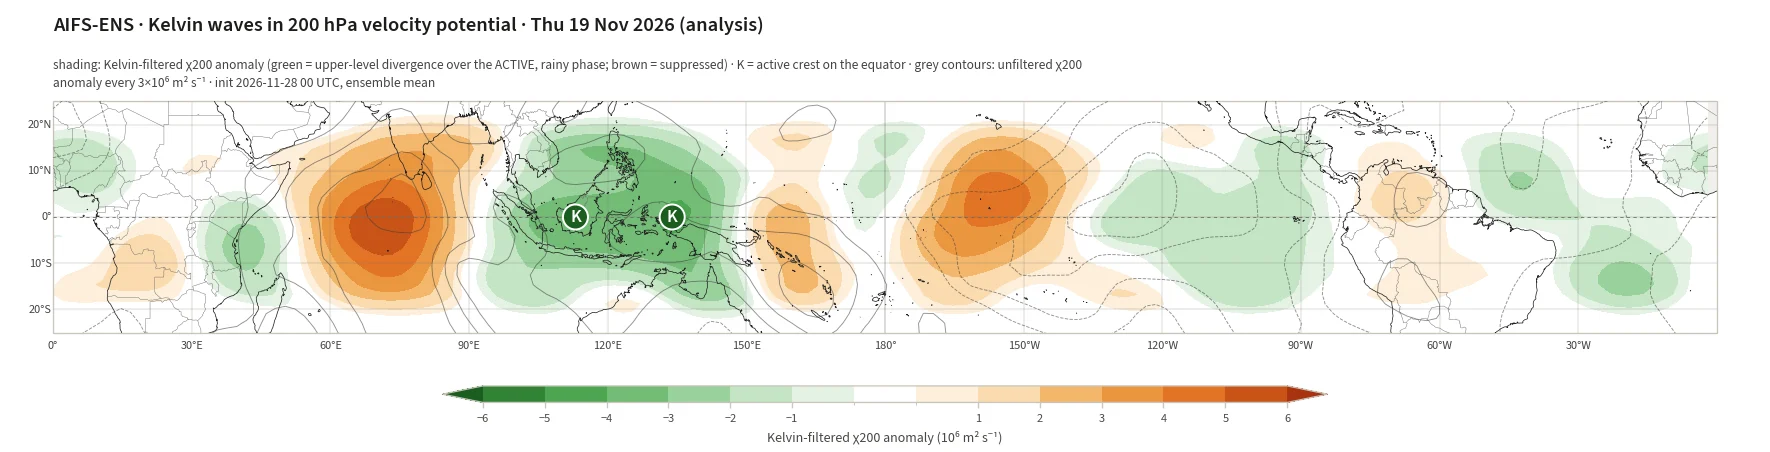 AIFS-ENS · Kelvin waves in 200 hPa velocity potential · Thu 19 Nov 2026 (analysis)
shading: Kelvin-filtered χ200 anomaly (green = upper-level divergence over the ACTIVE, rainy phase; brown = suppressed) · K = active crest on the equator · grey contours: unfiltered χ200
anomaly every 3×10⁶ m² s⁻¹ · init 2026-11-28 00 UTC, ensemble mean
20°N
10°N
0°
10°S
20°S
K K
0° 30°E 60°E 90°E 120°E 150°E 180° 150°W 120°W 90°W 60°W 30°W
−6 −5 −4 −3 −2 −1 1 2 3 4 5 6
Kelvin-filtered χ200 anomaly (10⁶ m² s⁻¹)